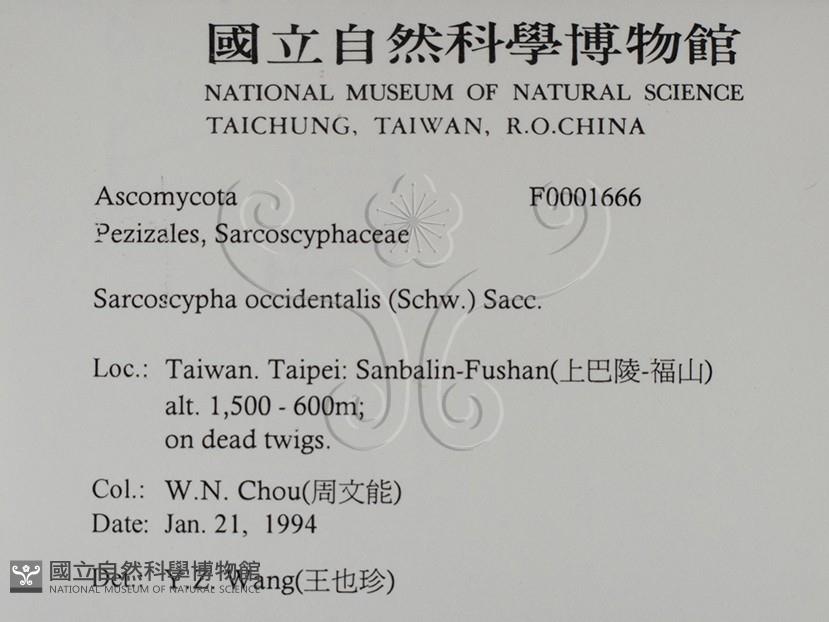 國立自然科學博物館
NATIONAL MUSEUM OF NATURAL SCIENCE
TAICHUNG, TAIWAN, R.O.CHINA
Ascomycota F0001666
Pezizales, Sarcoscyphaceae
Sarcoscypha occidentalis (Schw.) Sacc.
Loc.: Taiwan. Taipei: Sanbalin-Fushan(上巴陵-福山)
alt. 1,500 - 600m;
on dead twigs.
Col.: W.N. Chou(周文能)
Date: Jan. 21, 1994
Det.: Y.Z. Wang(王也珍)
國立自然科學博物館
NATIONAL MUSEUM OF NATURAL SCIENCE